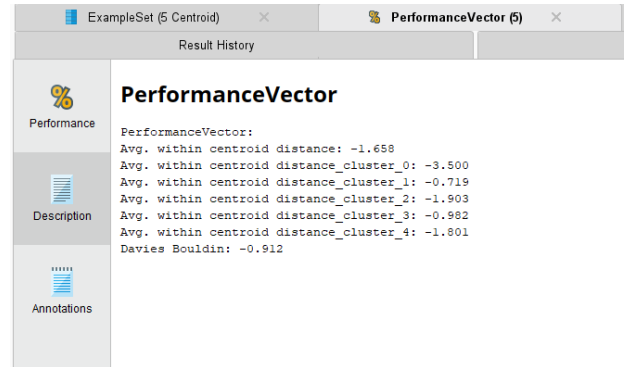 ExampleSet (5 Centroid)
PerformanceVector (5)
Result History
%
Performance
Description
Annotations
PerformanceVector
PerformanceVector:
Avg. within centroid distance: -1.658
Avg. within centroid distance_cluster_0: -3.500
Avg. within centroid distance_cluster_1: -0.719
Avg. within centroid distance_cluster_2: -1.903
Avg. within centroid distance_cluster_3: -0.982
Avg. within centroid distance_cluster_4: -1.801
Davies Bouldin: -0.912